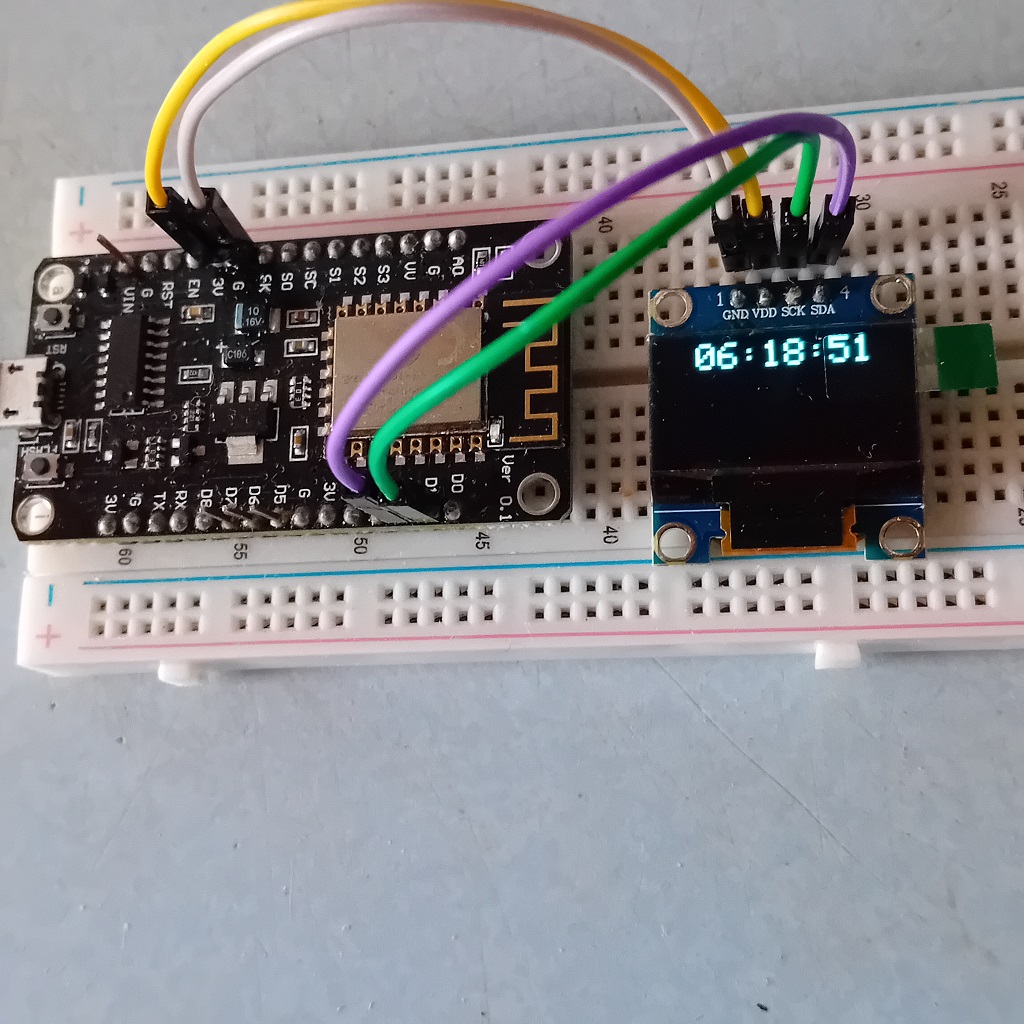 06:18:51
1
4
GND VDD SCK SDA
VIN
G
RST
EN
3V
G
SK
SO
SC
S1
S2
S3
VU
G
A0
10
16V
C106
RST
3V
G
TX
RX
D8
D7
D6
D5
G
3V
D1
D0
Ver 0.1
40
30
25
60
55
50
45
40
-
+
-
+